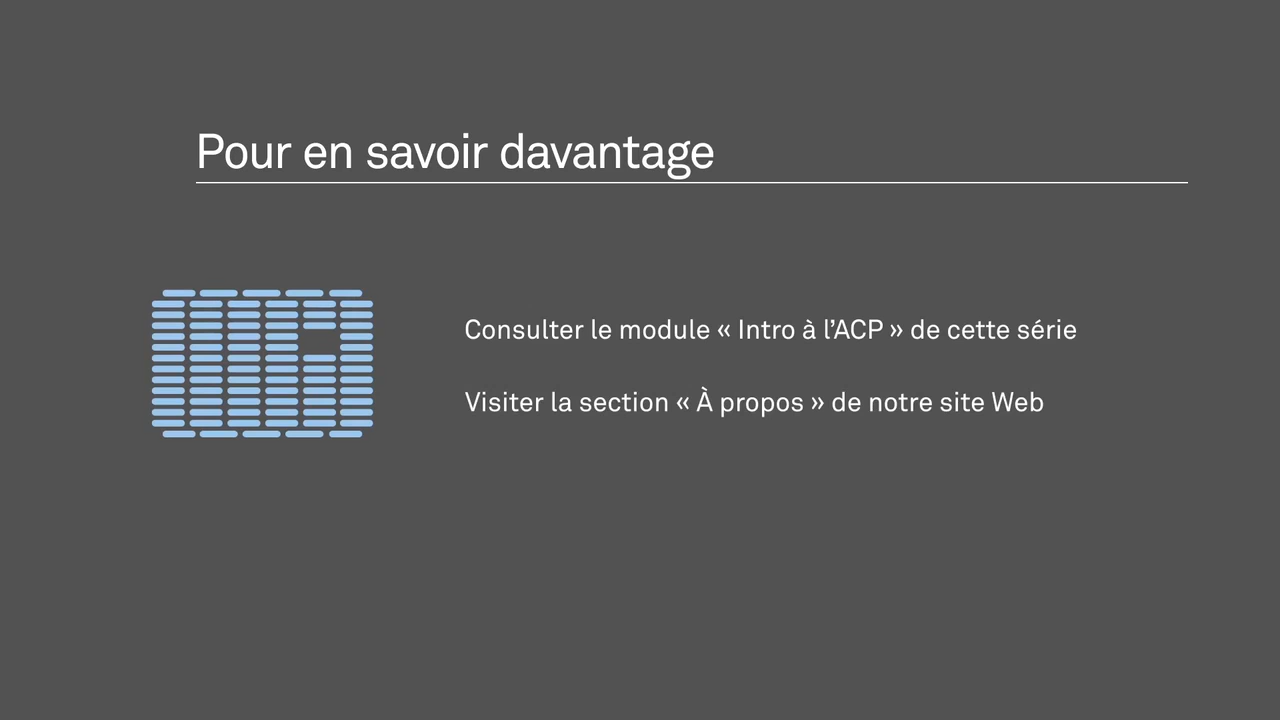 Pour en savoir davantage
Consulter le module « Intro à l’ACP » de cette série
Visiter la section « À propos » de notre site Web